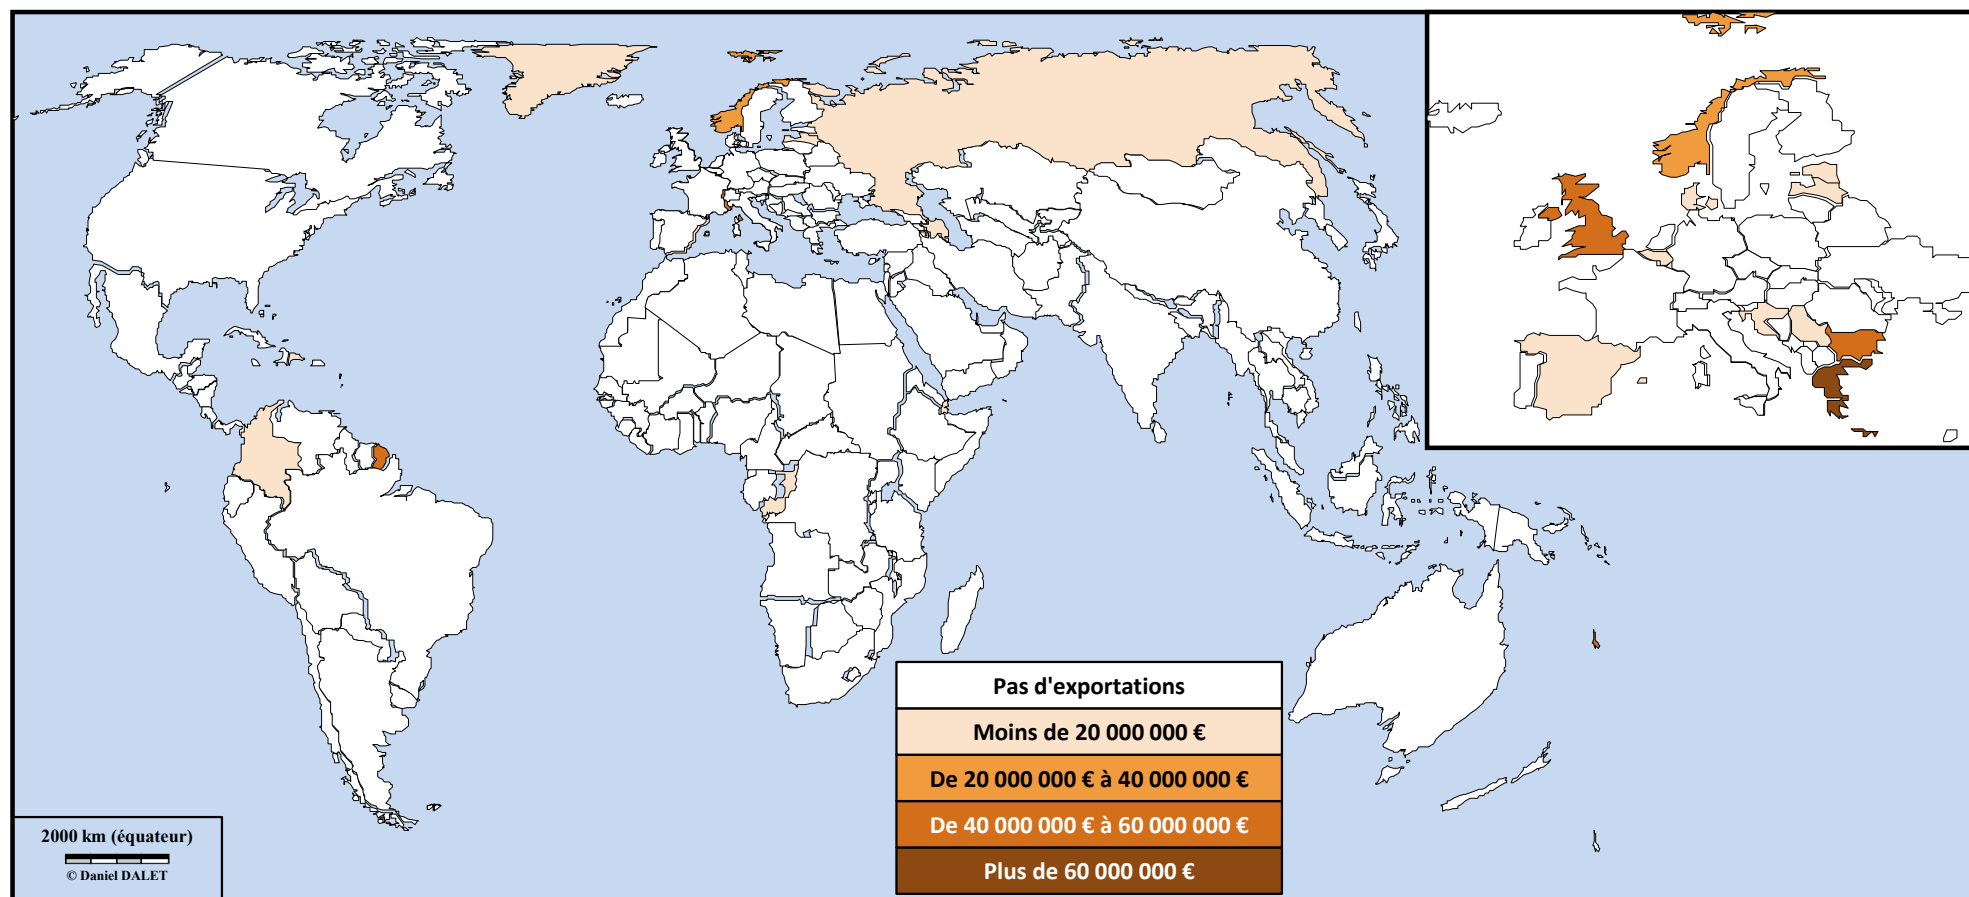 Pas d'exportations
Moins de 20 000 000 €
De 20 000 000 € à 40 000 000 €
De 40 000 000 € à 60 000 000 €
Plus de 60 000 000 €
2000 km (équateur)
© Daniel DALET